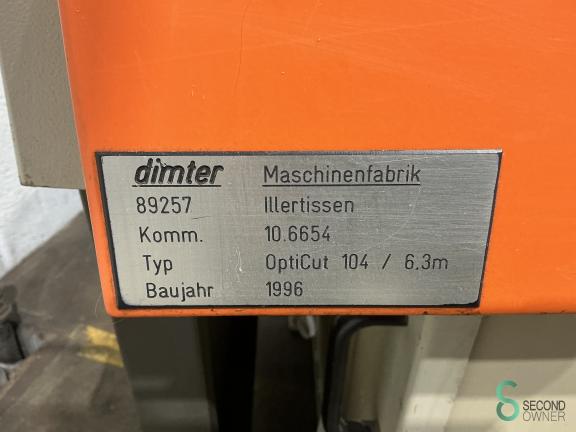 dimter Maschinenfabrik
89257 Illertissen
Komm. 10.6654
Typ OptiCut 104 / 6.3m
Baujahr 1996
SECOND
OWNER